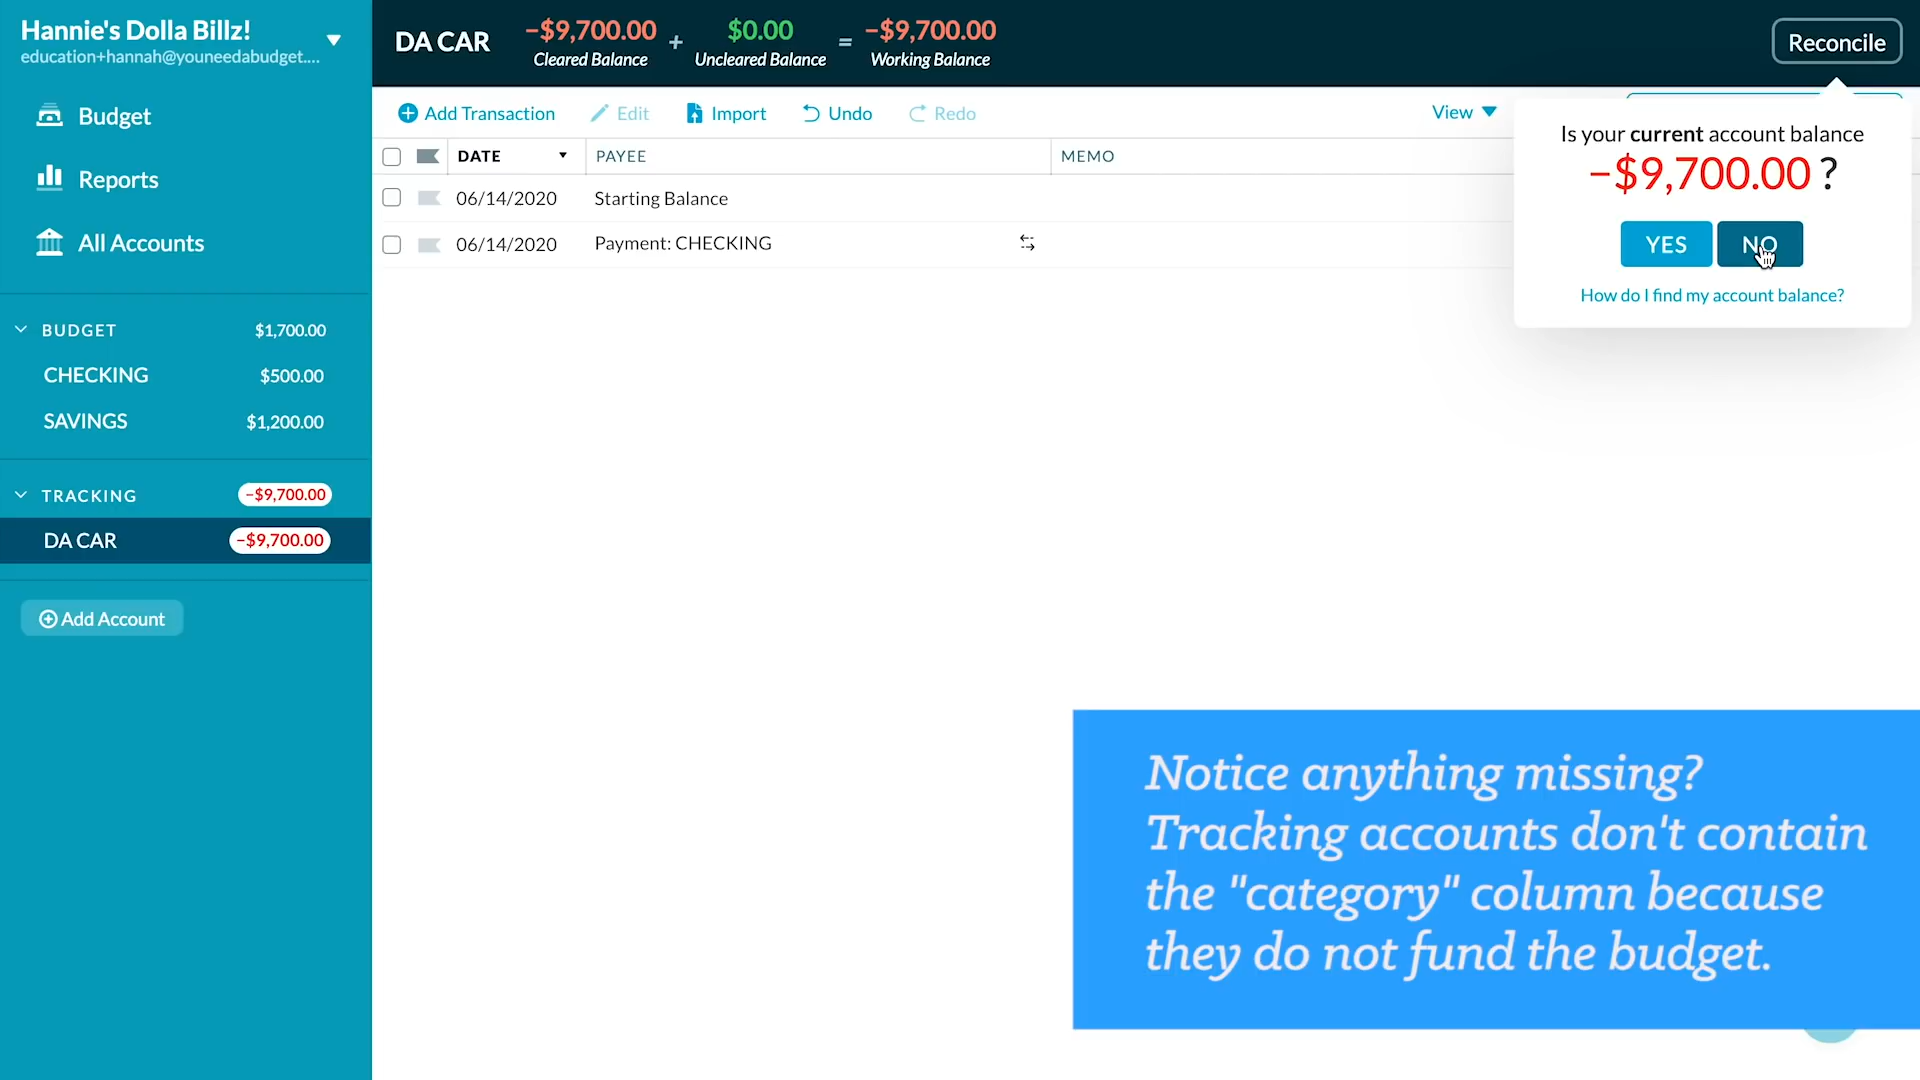 Hannie's Dolla Billz!
education+hannah@youneedabudget....
Budget
Reports
All Accounts
BUDGET $1,700.00
CHECKING $500.00
SAVINGS $1,200.00
TRACKING −$9,700.00
DA CAR −$9,700.00
Add Account
DA CAR
−$9,700.00 + $0.00 = −$9,700.00
Cleared Balance Uncleared Balance Working Balance
Reconcile
Add Transaction Edit Import Undo Redo View
DATE PAYEE MEMO
06/14/2020 Starting Balance
06/14/2020 Payment: CHECKING
Is your current account balance
−$9,700.00 ?
YES NO
How do I find my account balance?
Notice anything missing?
Tracking accounts don't contain
the "category" column because
they do not fund the budget.